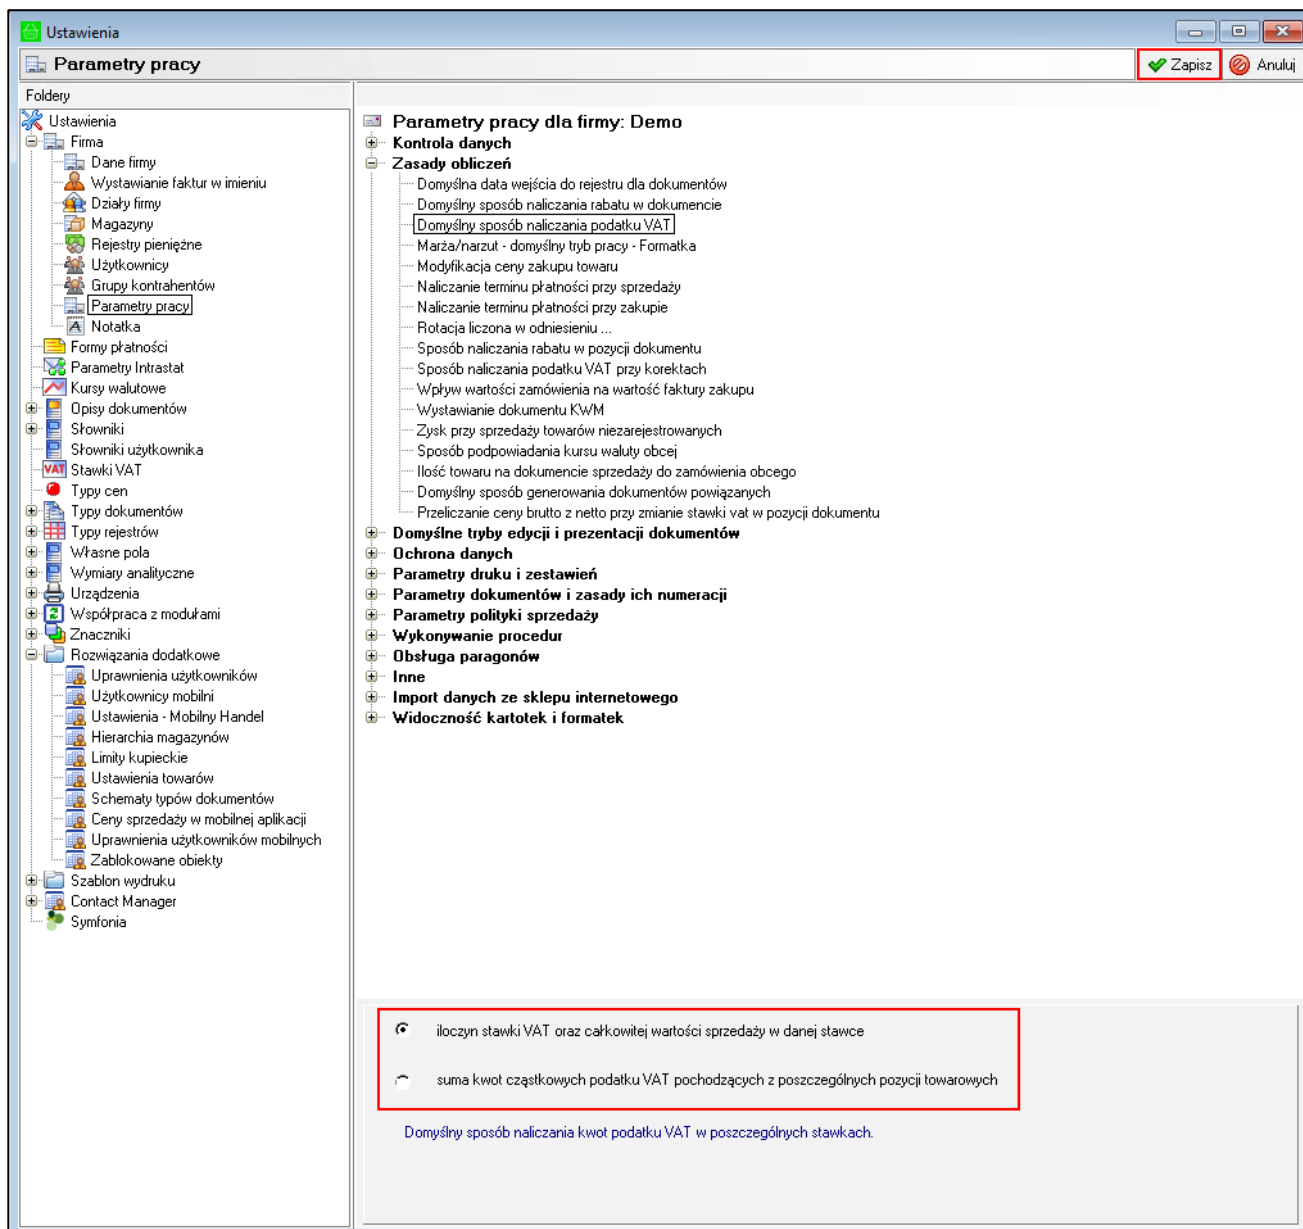 Ustawienia
Parametry pracy
Zapisz
Anuluj
Foldery
Ustawienia
Firma
Dane firmy
Wystawianie faktur w imieniu
Działy firmy
Magazyny
Rejestry pieniężne
Użytkownicy
Grupy kontrahentów
Parametry pracy
Notatka
Formy płatności
Parametry Intrastat
Kursy walutowe
Opisy dokumentów
Słowniki
Słowniki użytkownika
VAT Stawki VAT
Typy cen
Typy dokumentów
Typy rejestrów
Własne pola
Wymiary analityczne
Urządzenia
Współpraca z modułami
Znaczniki
Rozwiązania dodatkowe
Uprawnienia użytkowników
Użytkownicy mobilni
Ustawienia - Mobilny Handel
Hierarchia magazynów
Limity kupieckie
Ustawienia towarów
Schematy typów dokumentów
Ceny sprzedaży w mobilnej aplikacji
Uprawnienia użytkowników mobilnych
Zablokowane obiekty
Szablon wydruku
Contact Manager
Symfonia
Parametry pracy dla firmy: Demo
Kontrola danych
Zasady obliczeń
Domyślna data wejścia do rejestru dla dokumentów
Domyślny sposób naliczania rabatu w dokumencie
Domyślny sposób naliczania podatku VAT
Marża/narzut - domyślny tryb pracy - Formatka
Modyfikacja ceny zakupu towaru
Naliczanie terminu płatności przy sprzedaży
Naliczanie terminu płatności przy zakupie
Rotacja liczona w odniesieniu ...
Sposób naliczania rabatu w pozycji dokumentu
Sposób naliczania podatku VAT przy korektach
Wpływ wartości zamówienia na wartość faktury zakupu
Wystawianie dokumentu KWM
Zysk przy sprzedaży towarów niezarejestrowanych
Sposób podpowiadania kursu waluty obcej
Ilość towaru na dokumencie sprzedaży do zamówienia obcego
Domyślny sposób generowania dokumentów powiązanych
Przeliczanie ceny brutto z netto przy zmianie stawki vat w pozycji dokumentu
Domyślne tryby edycji i prezentacji dokumentów
Ochrona danych
Parametry druku i zestawień
Parametry dokumentów i zasady ich numeracji
Parametry polityki sprzedaży
Wykonywanie procedur
Obsługa paragonów
Inne
Import danych ze sklepu internetowego
Widoczność kartotek i formatek
iloczyn stawki VAT oraz całkowitej wartości sprzedaży w danej stawce
suma kwot cząstkowych podatku VAT pochodzących z poszczególnych pozycji towarowych
Domyślny sposób naliczania kwot podatku VAT w poszczególnych stawkach.